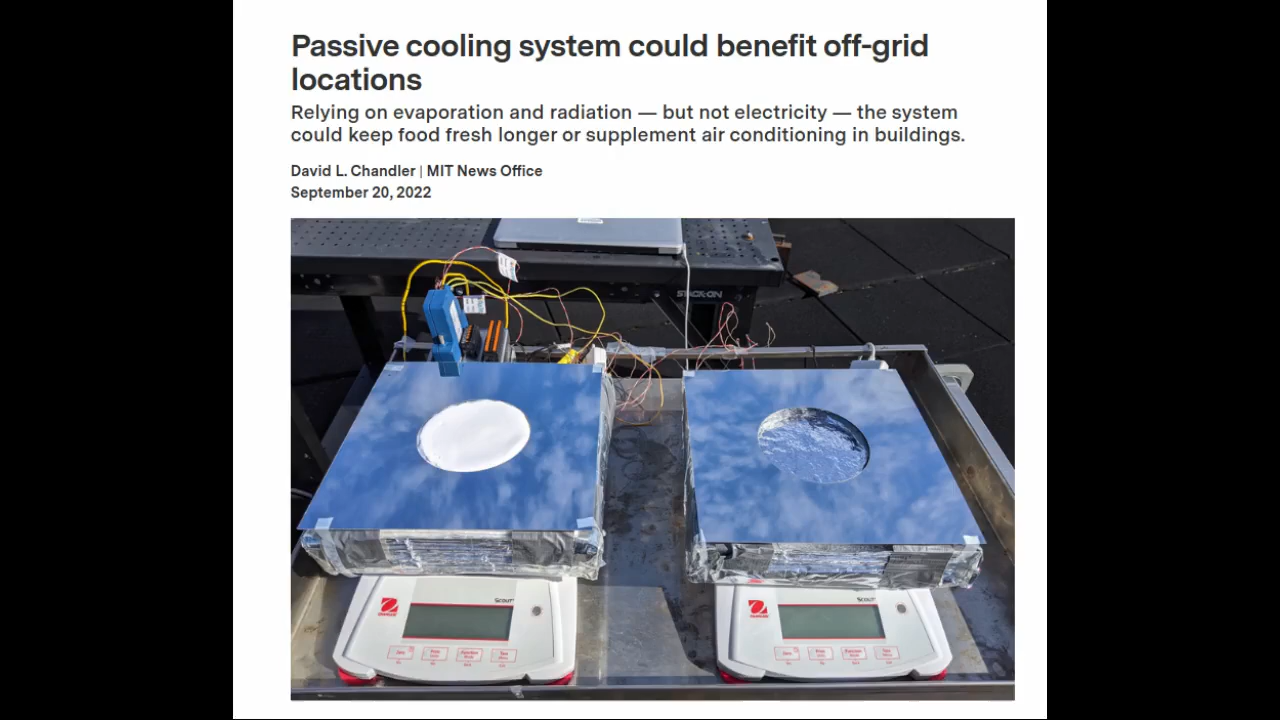 Passive cooling system could benefit off-grid
locations
Relying on evaporation and radiation — but not electricity — the system
could keep food fresh longer or supplement air conditioning in buildings.
David L. Chandler | MIT News Office
September 20, 2022
STACK-ON
Scout
OHAUS
Scout
OHAUS